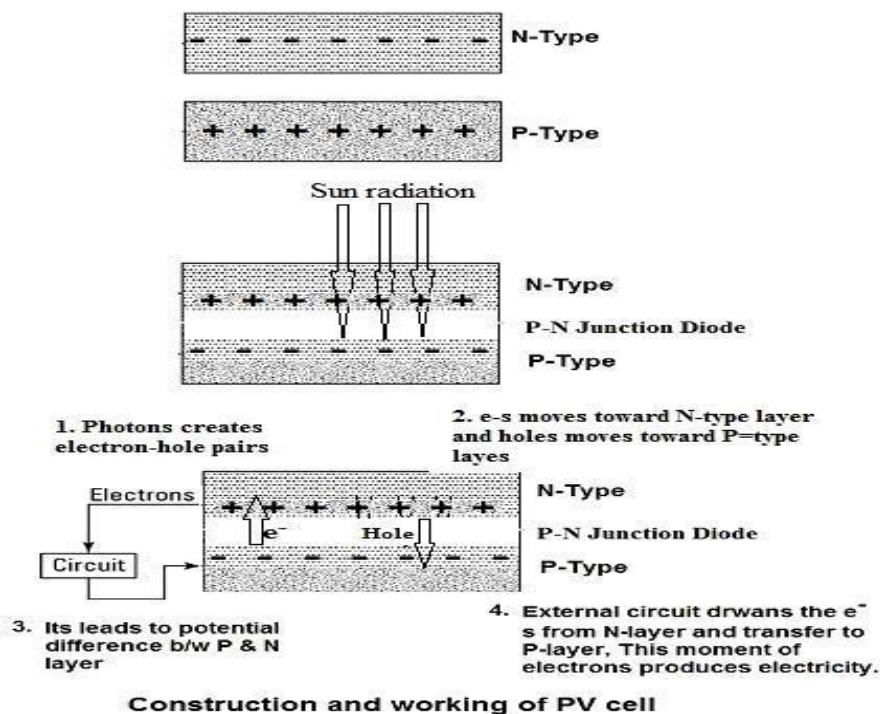 N-Type
P-Type
Sun radiation
N-Type
P-N Junction Diode
P-Type
1. Photons creates
electron-hole pairs
2. e-s moves toward N-type layer
and holes moves toward P=type
layes
Electrons
N-Type
e⁻
Hole
P-N Junction Diode
Circuit
P-Type
3. Its leads to potential
difference b/w P & N
layer
4. External circuit drwans the e⁻
s from N-layer and transfer to
P-layer, This moment of
electrons produces electricity.
Construction and working of PV cell